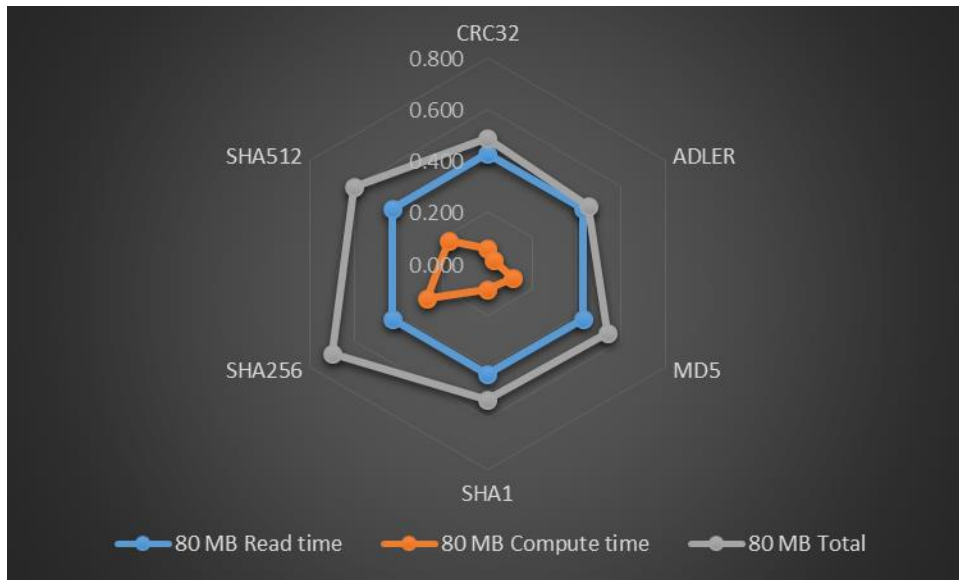 CRC32
0.800
0.600
ADLER
SHA512
0.400
0.200
0.000
SHA256
MD5
SHA1
80 MB Read time 80 MB Compute time 80 MB Total